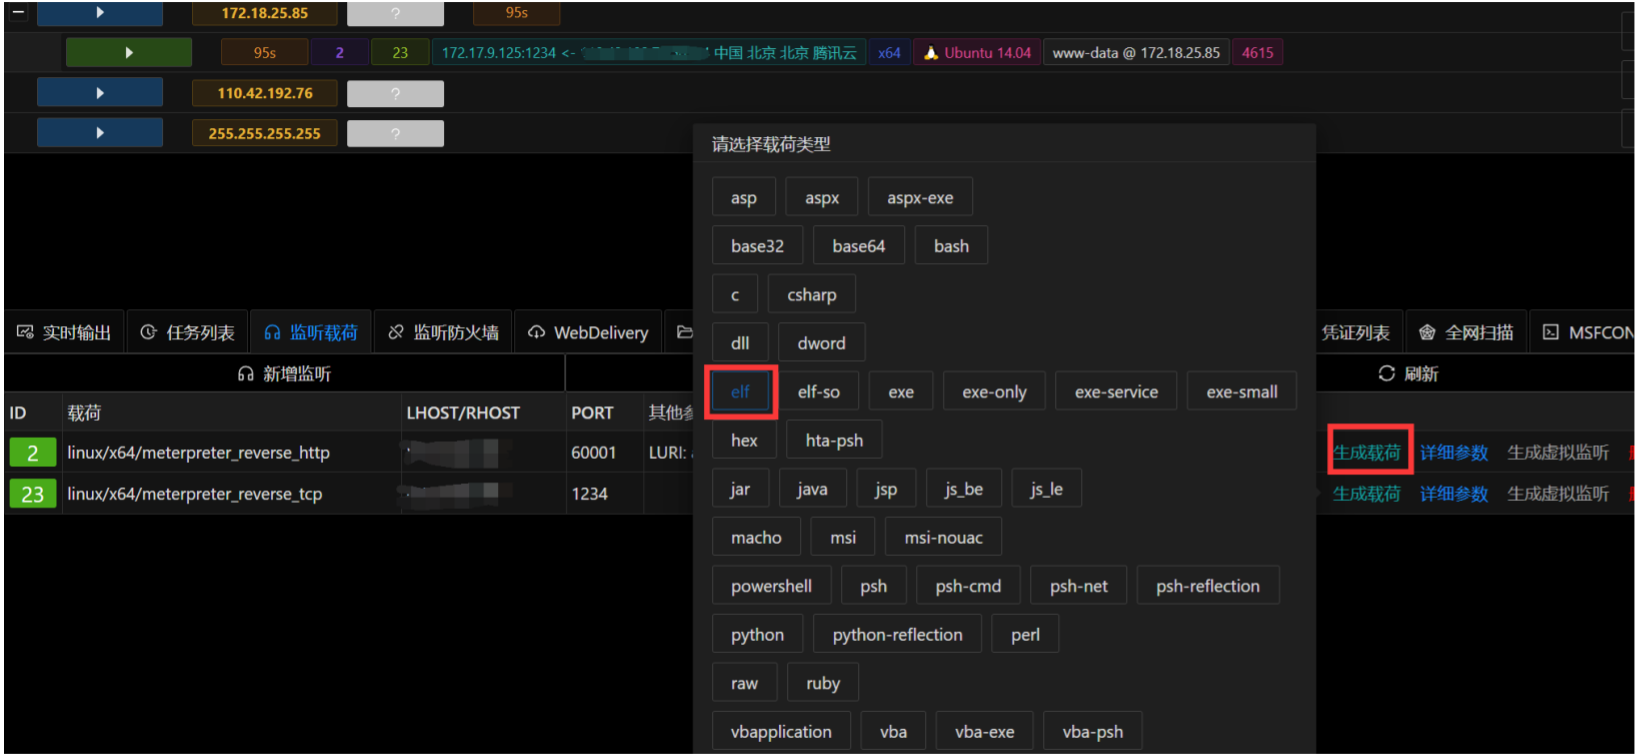 172.18.25.85 ? 95s
95s 2 23 172.17.9.125:1234 <- 中国 北京 北京 腾讯云 x64 Ubuntu 14.04 www-data @ 172.18.25.85 4615
110.42.192.76 ?
255.255.255.255 ?
请选择载荷类型
asp aspx aspx-exe
base32 base64 bash
c csharp
dll dword
elf elf-so exe exe-only exe-service exe-small
hex hta-psh
jar java jsp js_be js_le
macho msi msi-nouac
powershell psh psh-cmd psh-net psh-reflection
python python-reflection perl
raw ruby
vbapplication vba vba-exe vba-psh
实时输出 任务列表 监听载荷 监听防火墙 WebDelivery 凭证列表 全网扫描 MSFCON
新增监听 刷新
ID 载荷 LHOST/RHOST PORT 其他参
2 linux/x64/meterpreter_reverse_http 60001 LURI: 生成载荷 详细参数 生成虚拟监听
23 linux/x64/meterpreter_reverse_tcp 1234 生成载荷 详细参数 生成虚拟监听